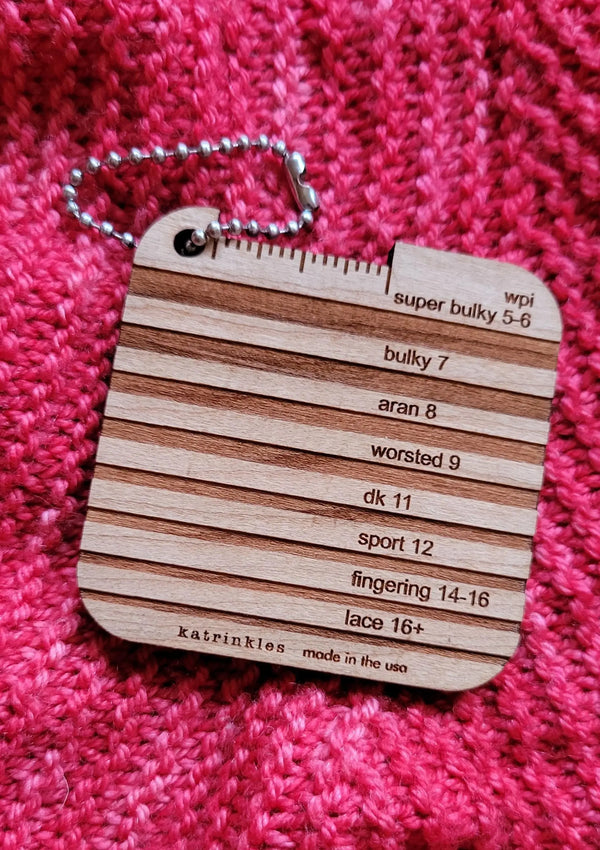 wpi
super bulky 5-6
bulky 7
aran 8
worsted 9
dk 11
sport 12
fingering 14-16
lace 16+
katrinkles made in the usa